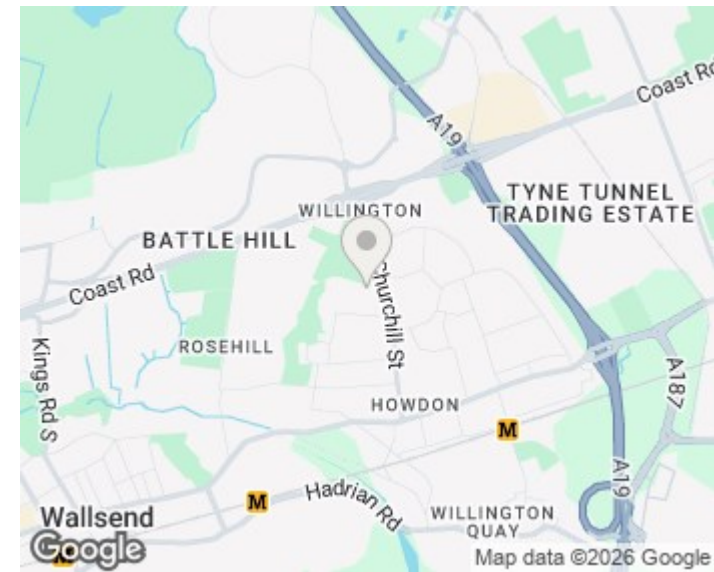 A19
Coast Rd
TYNE TUNNEL
TRADING ESTATE
WILLINGTON
BATTLE HILL
Coast Rd
Churchill St
Kings Rd S
ROSEHILL
A187
HOWDON
M
A19
M
Hadrian Rd
WILLINGTON
QUAY
Wallsend
M
Google
Map data ©2026 Google